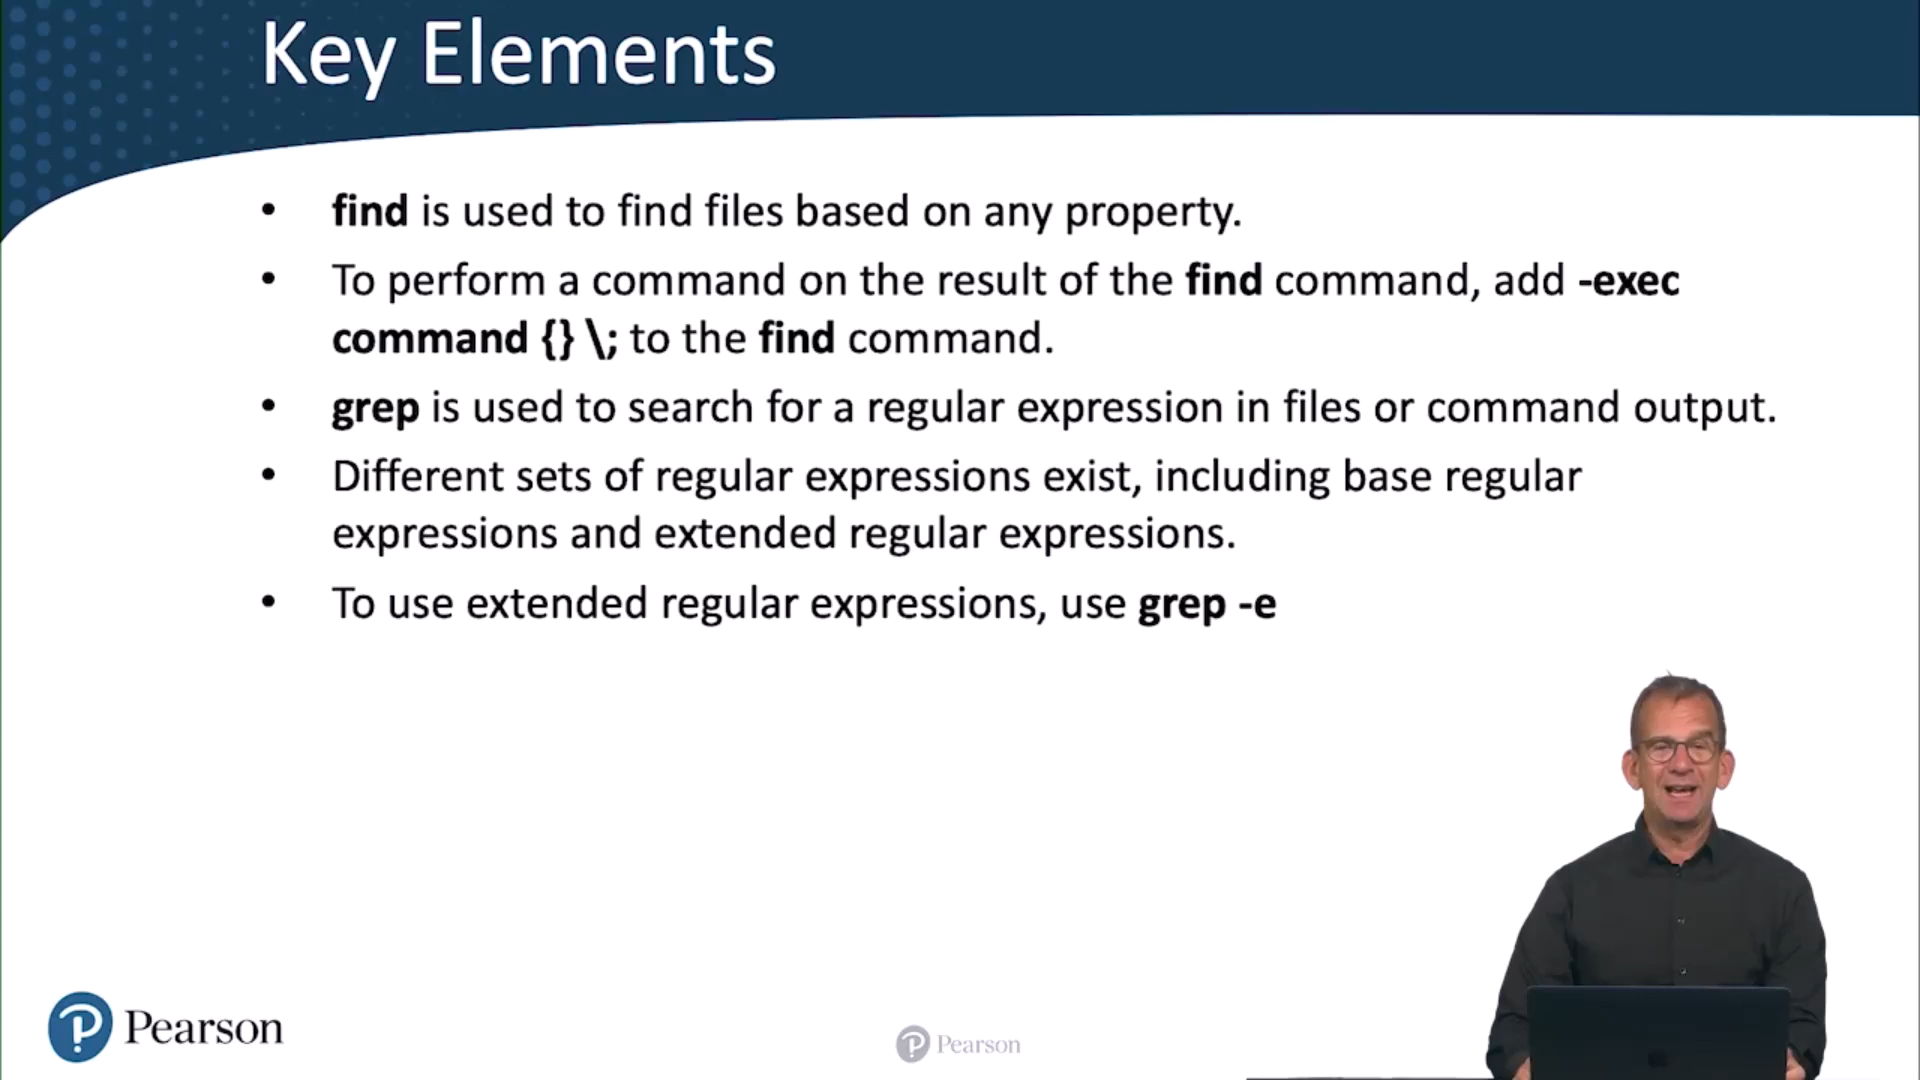 Key Elements
• find is used to find files based on any property.
• To perform a command on the result of the find command, add -exec
command {} \; to the find command.
• grep is used to search for a regular expression in files or command output.
• Different sets of regular expressions exist, including base regular
expressions and extended regular expressions.
• To use extended regular expressions, use grep -e
Pearson
Pearson